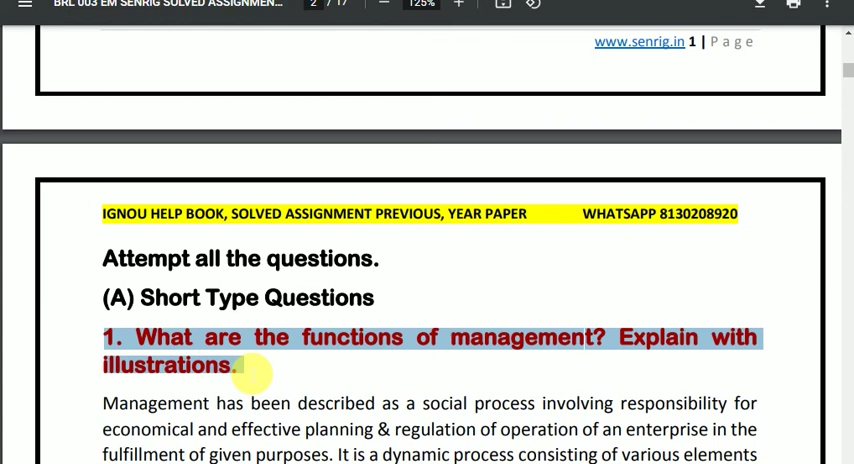 BRL 003 EM SENRIG SOLVED ASSIGNMEN...
2 / 17
125%
www.senrig.in 1 | Page
IGNOU HELP BOOK, SOLVED ASSIGNMENT PREVIOUS, YEAR PAPER WHATSAPP 8130208920
Attempt all the questions.
(A) Short Type Questions
1. What are the functions of management? Explain with
illustrations.
Management has been described as a social process involving responsibility for
economical and effective planning & regulation of operation of an enterprise in the
fulfillment of given purposes. It is a dynamic process consisting of various elements